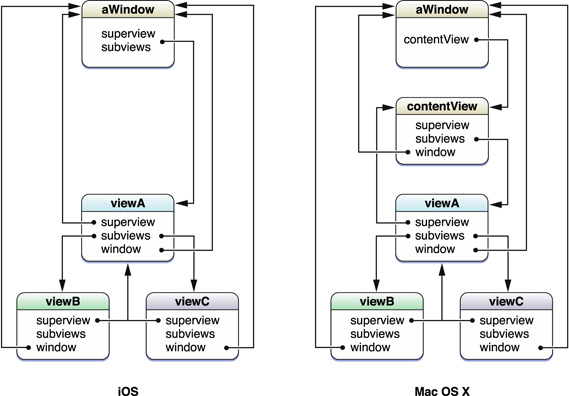 aWindow
superview
subviews
viewA
superview
subviews
window
viewB
superview
subviews
window
viewC
superview
subviews
window
iOS
aWindow
contentView
contentView
superview
subviews
window
viewA
superview
subviews
window
viewB
superview
subviews
window
viewC
superview
subviews
window
Mac OS X